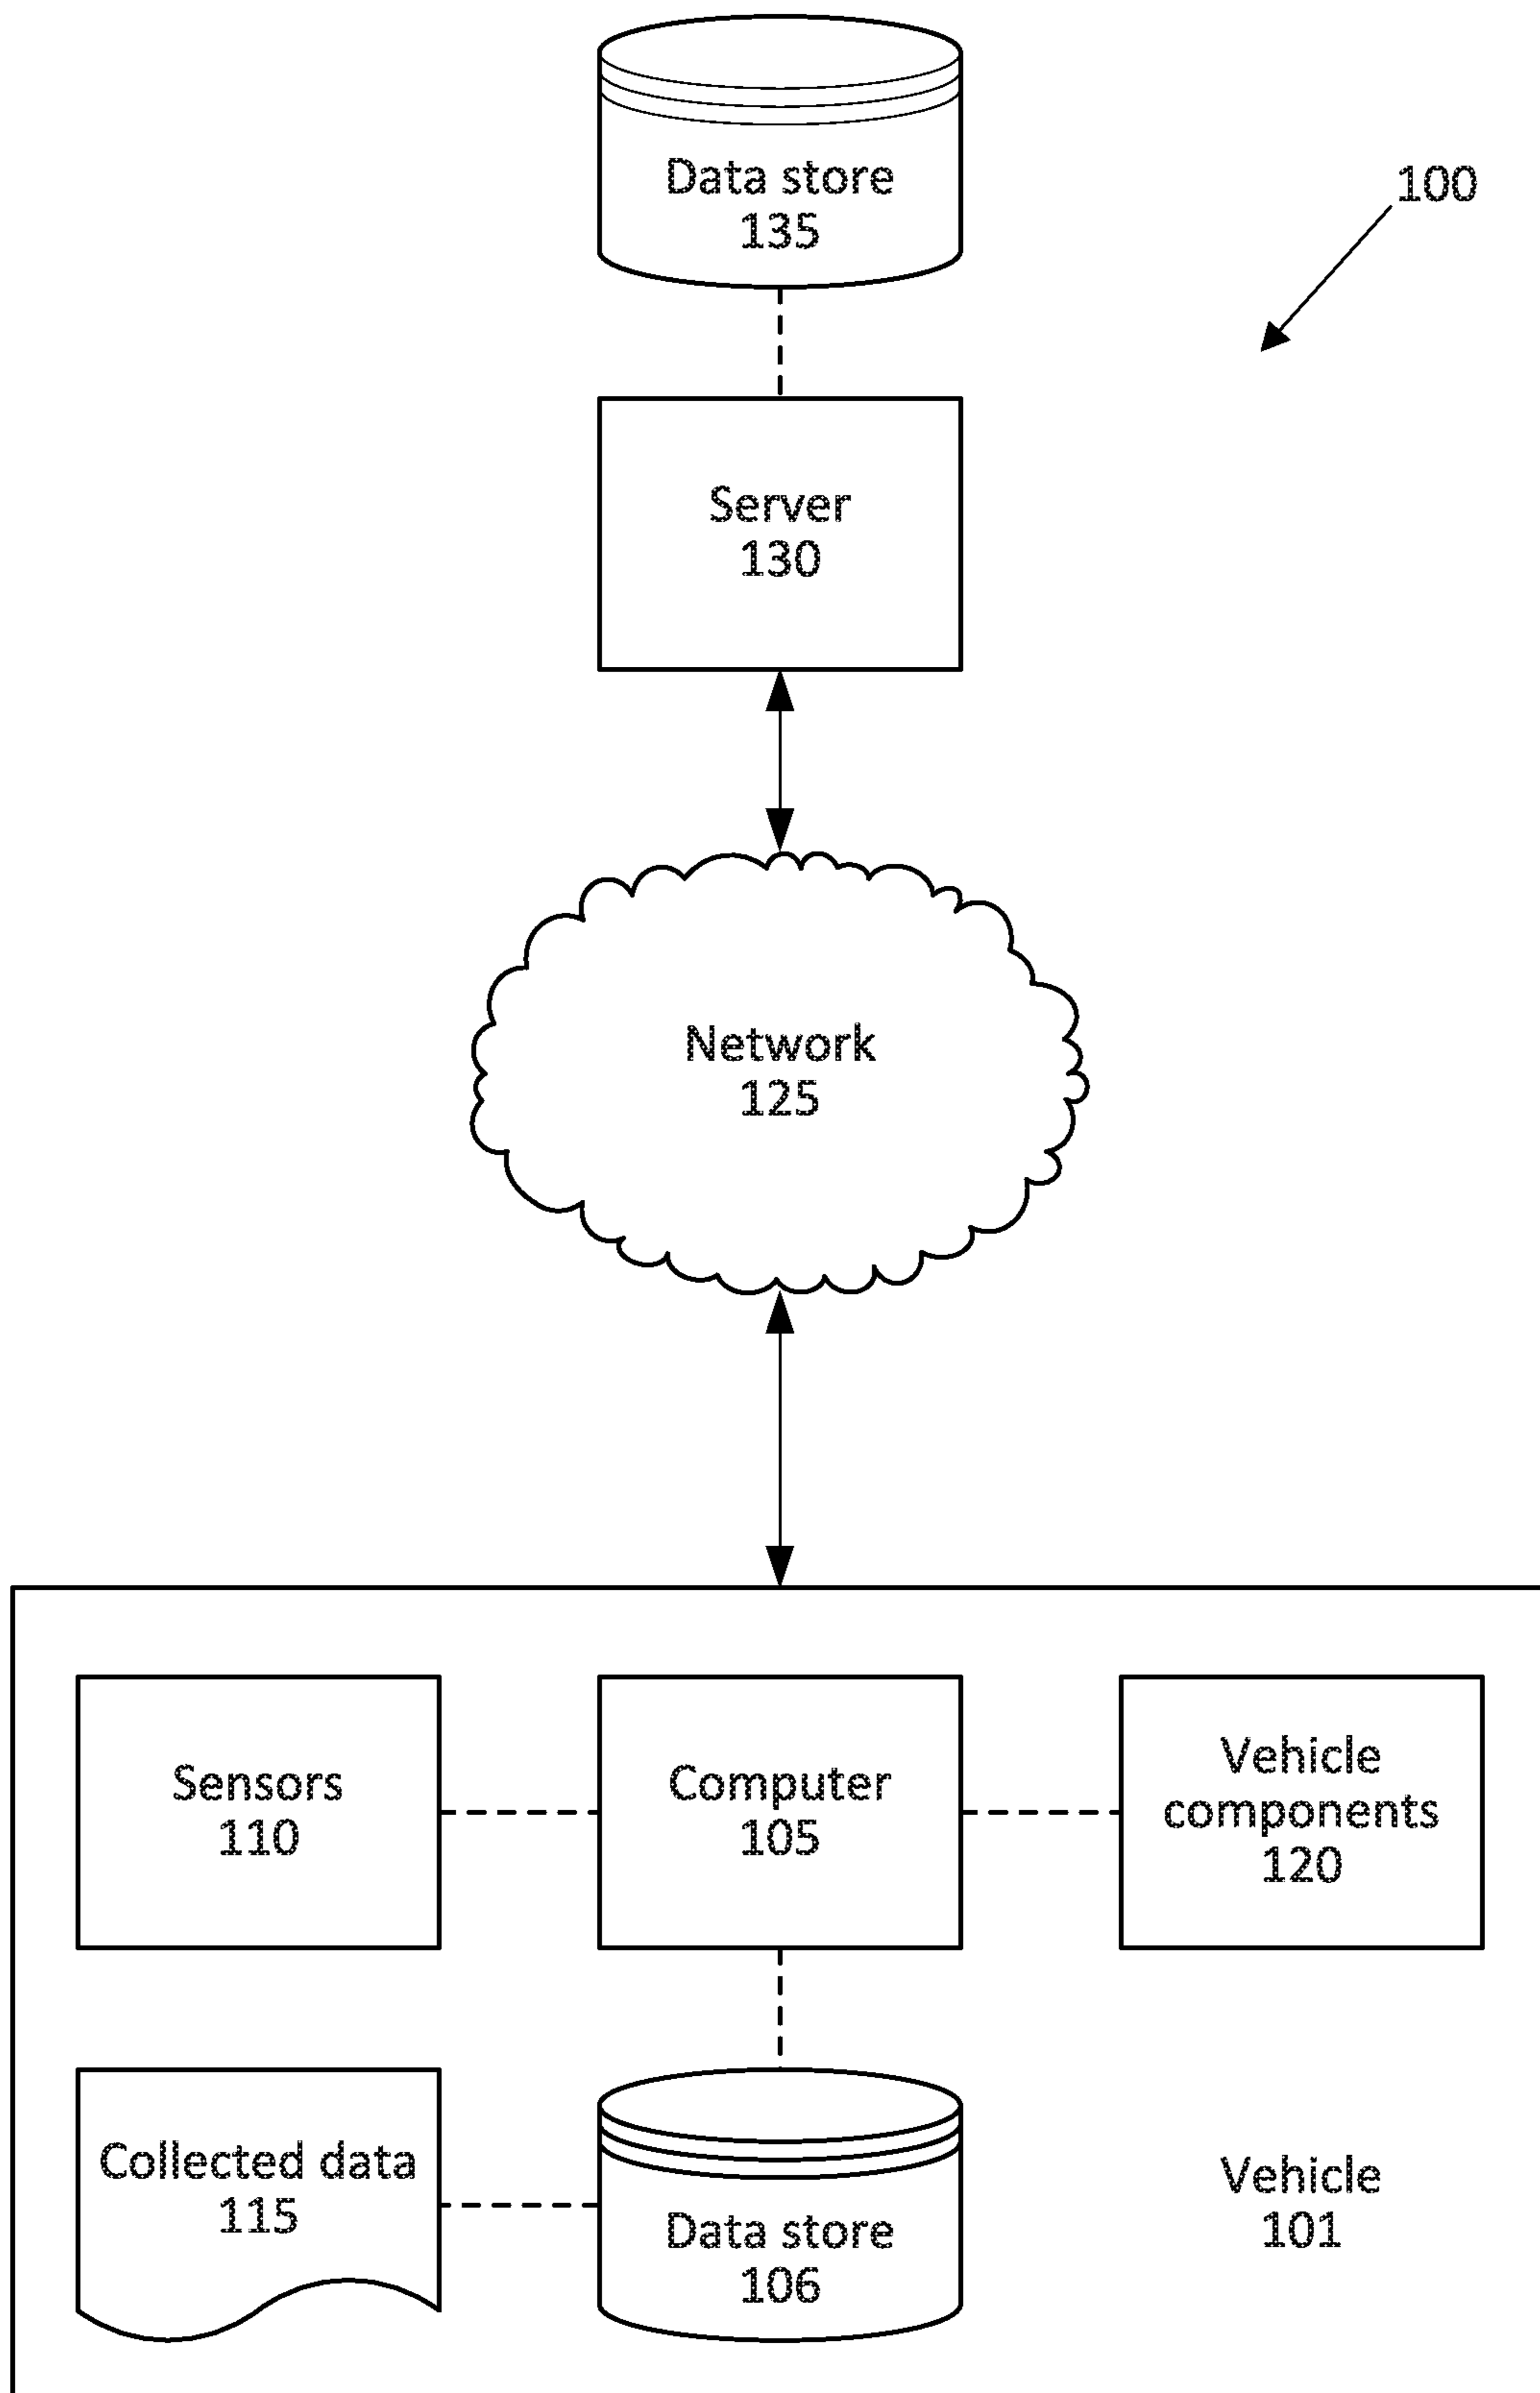 Data store
135
100
Server
130
Network
125
Sensors
110
Computer
105
Vehicle
components
120
Collected data
115
Data store
106
Vehicle
101